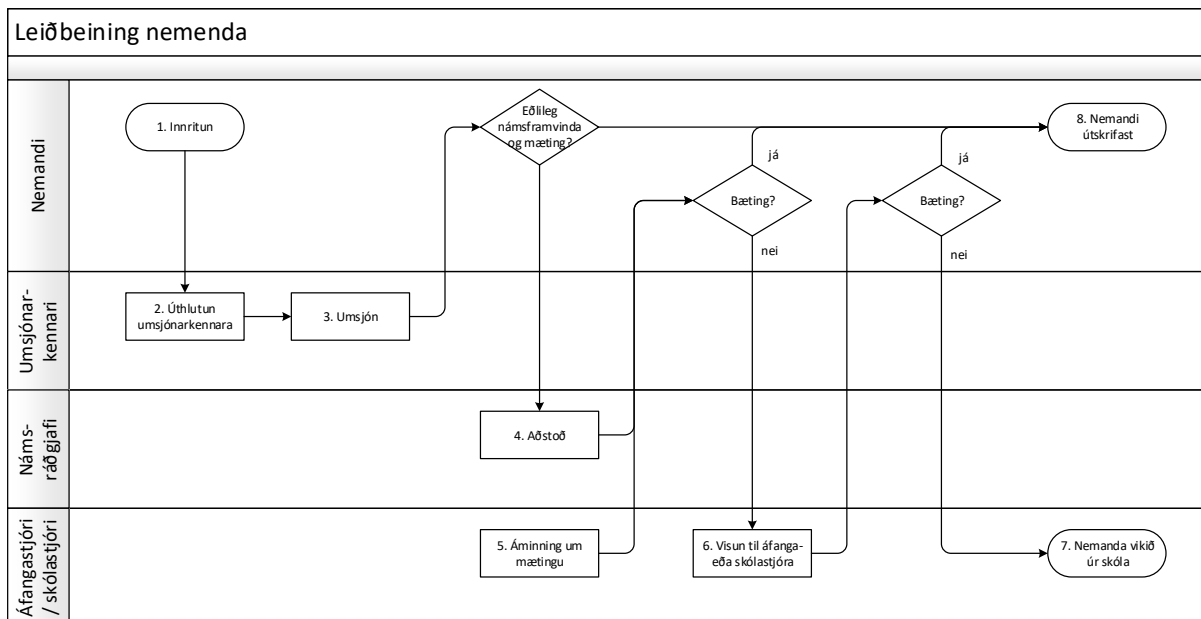 Leiðbeining nemenda
Nemandi
1. Innritun
Eðlileg
námsframvinda
og mæting?
8. Nemandi
útskrifast
já
já
Bæting?
Bæting?
nei
nei
Umsjónar-
kennari
2. Úthlutun
umsjónarkennara
3. Umsjón
Náms-
ráðgjafi
4. Aðstoð
Áfangastjóri
/ skólastjóri
5. Áminning um
mætingu
6. Visun til áfanga-
eða skólastjóra
7. Nemanda vikið
úr skóla